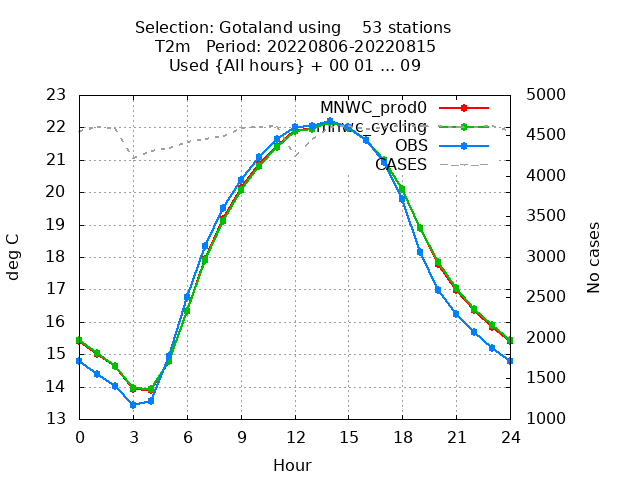 Selection: Gotaland using 53 stations
T2m Period: 20220806-20220815
Used {All hours} + 00 01 ... 09
23 5000
MNWC_prod0
22 mnwc_cycling 4500
OBS
21 CASES 4000
20 3500
19 3000
18 2500
17 2000
16 1500
15 1000
14
13
deg C
No cases
0 3 6 9 12 15 18 21 24
Hour